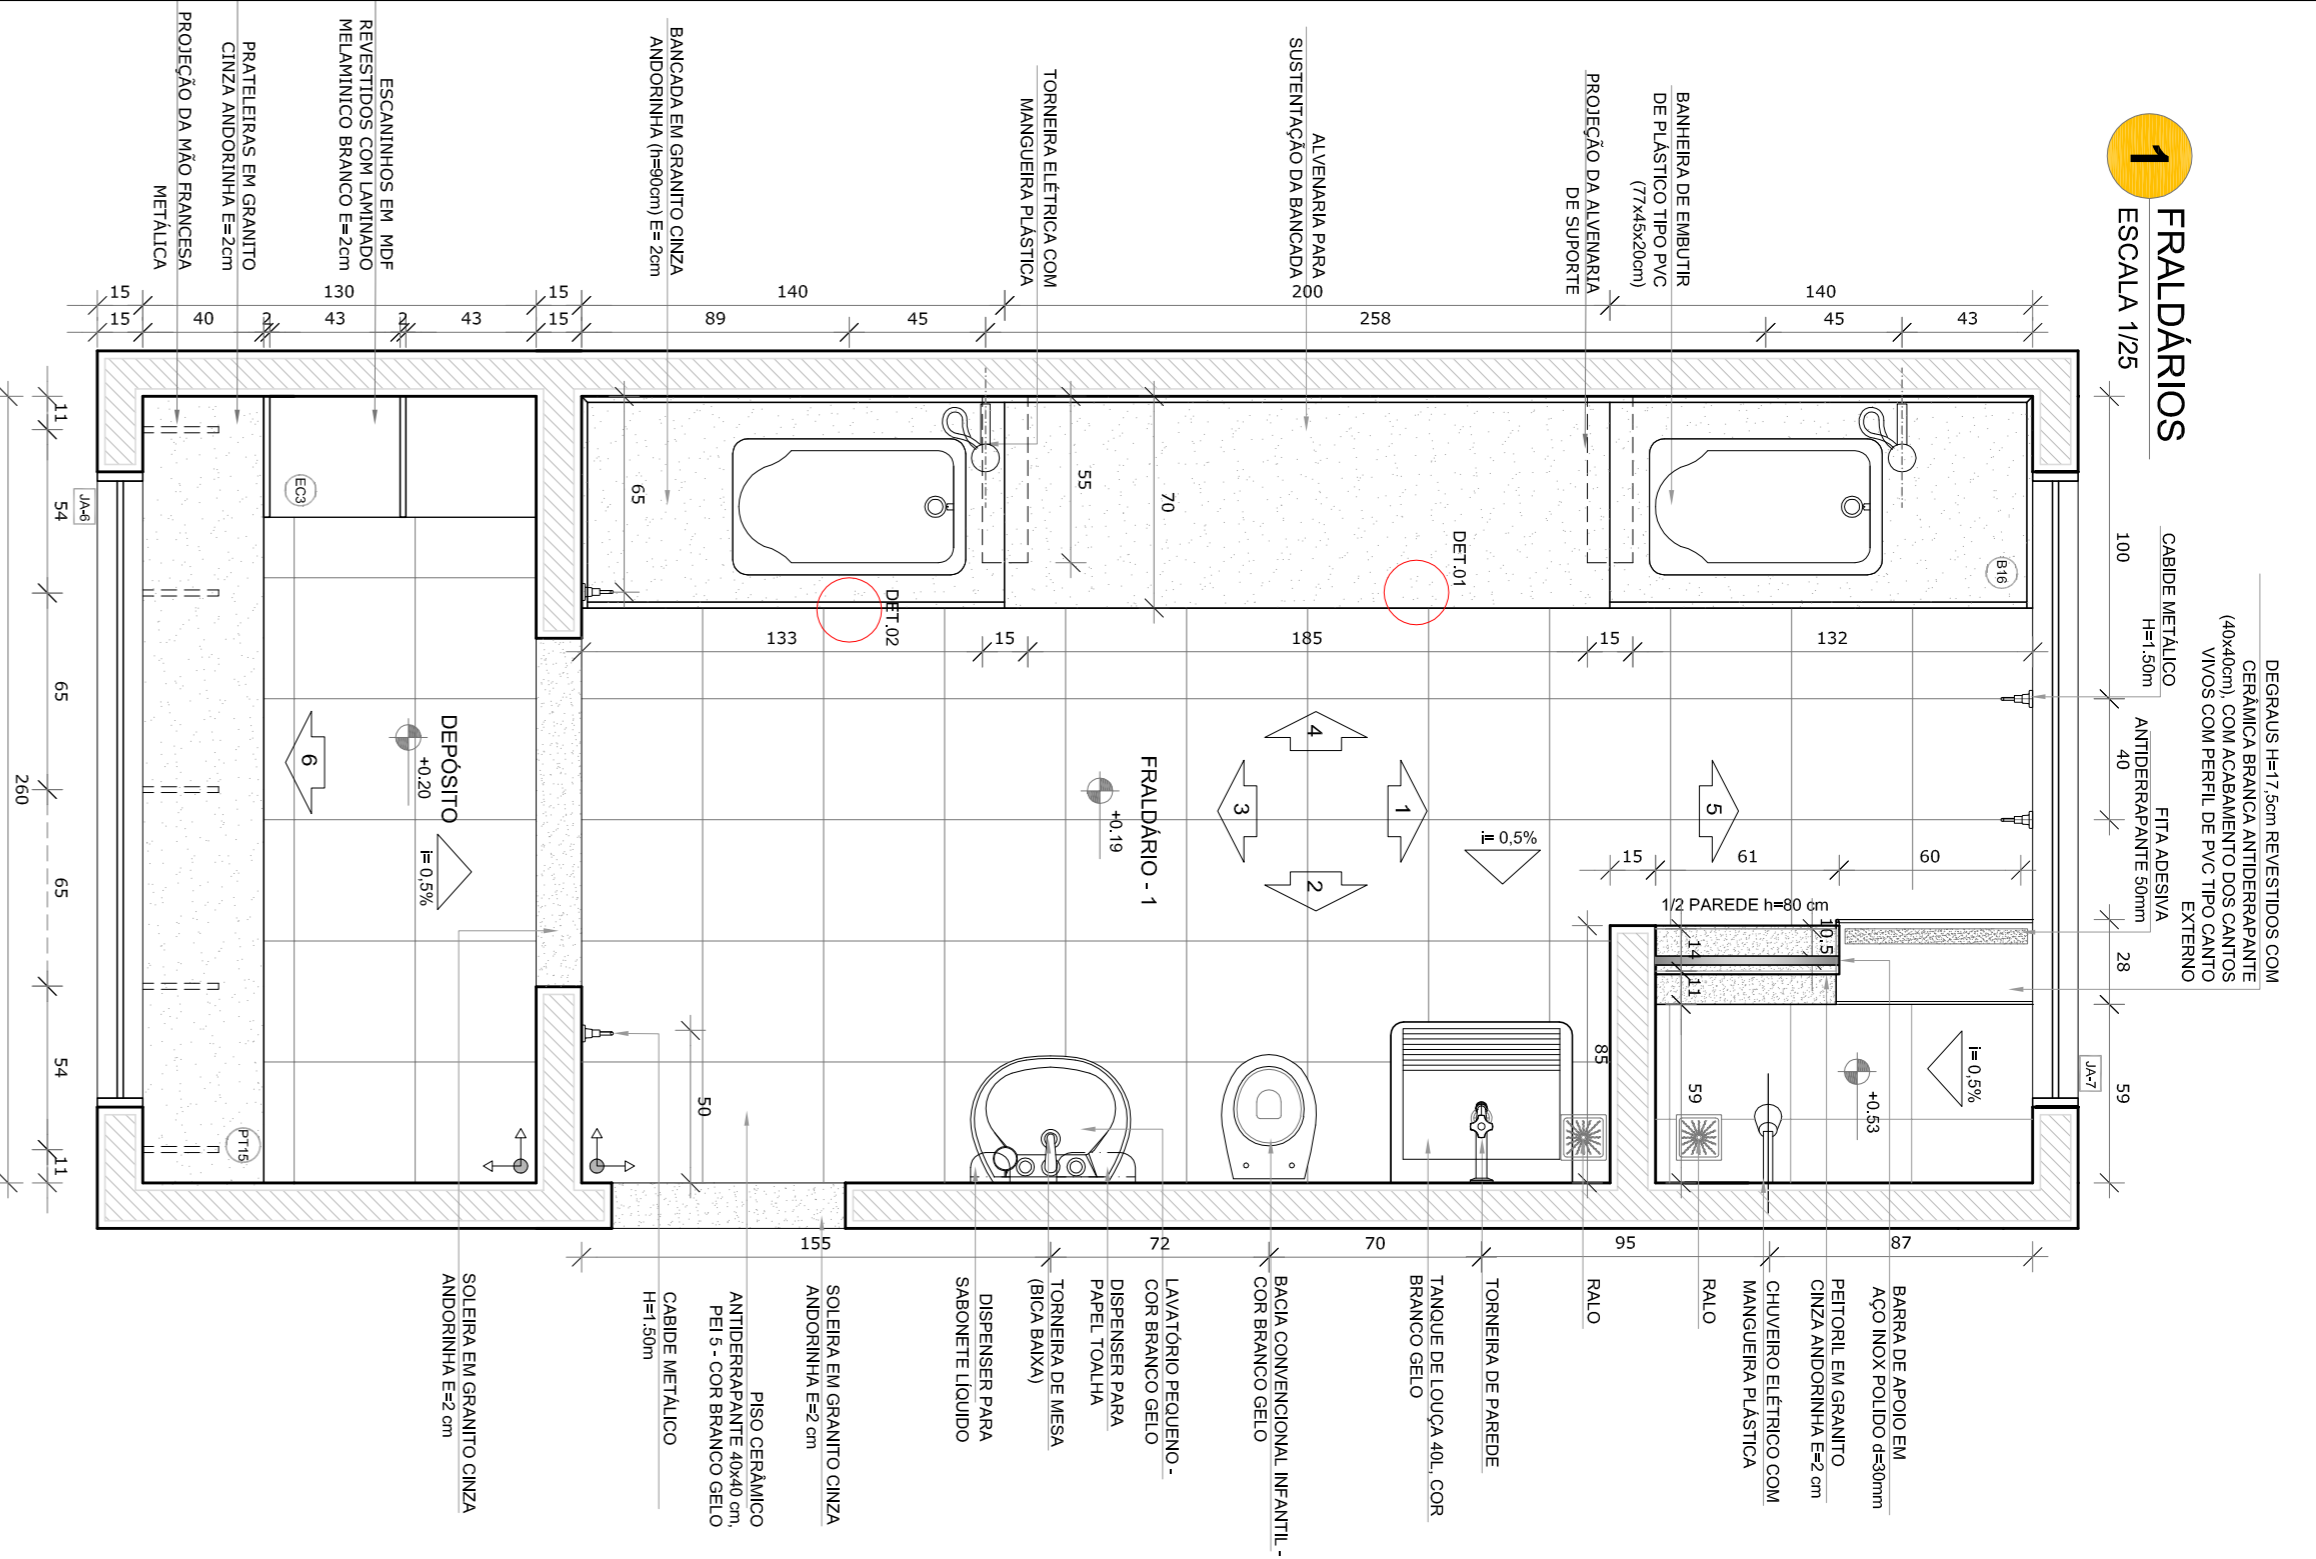 1
FRALDÁRIOS
ESCALA 1/25
PROJEÇÃO DA MÃO FRANCESA
METÁLICA
PRATELEIRAS EM GRANITO
CINZA ANDORINHA E=2cm
ESCANINHOS EM MDF
REVESTIDOS COM LAMINADO
MELAMINICO BRANCO E=2cm
BANCADA EM GRANITO CINZA
ANDORINHA (h=90cm) E= 2cm
TORNEIRA ELÉTRICA COM
MANGUEIRA PLÁSTICA
ALVENARIA PARA
SUSTENTAÇÃO DA BANCADA
PROJEÇÃO DA ALVENARIA
DE SUPORTE
BANHEIRA DE EMBUTIR
DE PLÁSTICO TIPO PVC
(77x45x20cm)
15
130
15
140
200
140
15
40
2
43
2
43
15
89
45
258
45
43
CABIDE METÁLICO
H=1.50m
DEGRAUS H=17,5cm REVESTIDOS COM
CERÂMICA BRANCA ANTIDERRAPANTE
(40x40cm), COM ACABAMENTO DOS CANTOS
VIVOS COM PERFIL DE PVC TIPO CANTO
EXTERNO
FITA ADESIVA
ANTIDERRAPANTE 50mm
100
40
28
59
JA-7
11
54
65
65
54
11
260
JA-6
EC3
PT15
B16
65
55
70
DET.01
DET.02
133
15
185
15
132
DEPÓSITO
+0.20
i= 0,5%
6
FRALDÁRIO - 1
+0.19
4
3
1
2
5
i= 0,5%
15
61
60
1/2 PAREDE h=80 cm
10.5
14
11
59
85
50
+0.53
i= 0,5%
155
72
70
95
87
SOLEIRA EM GRANITO CINZA
ANDORINHA E=2 cm
CABIDE METÁLICO
H=1.50m
PISO CERÂMICO
ANTIDERRAPANTE 40x40 cm,
PEI 5 - COR BRANCO GELO
SOLEIRA EM GRANITO CINZA
ANDORINHA E=2 cm
DISPENSER PARA
SABONETE LÍQUIDO
TORNEIRA DE MESA
(BICA BAIXA)
DISPENSER PARA
PAPEL TOALHA
LAVATÓRIO PEQUENO -
COR BRANCO GELO
BACIA CONVENCIONAL INFANTIL -
COR BRANCO GELO
TANQUE DE LOUÇA 40L, COR
BRANCO GELO
TORNEIRA DE PAREDE
RALO
RALO
CHUVEIRO ELÉTRICO COM
MANGUEIRA PLÁSTICA
PEITORIL EM GRANITO
CINZA ANDORINHA E=2 cm
BARRA DE APOIO EM
AÇO INOX POLIDO d=30mm